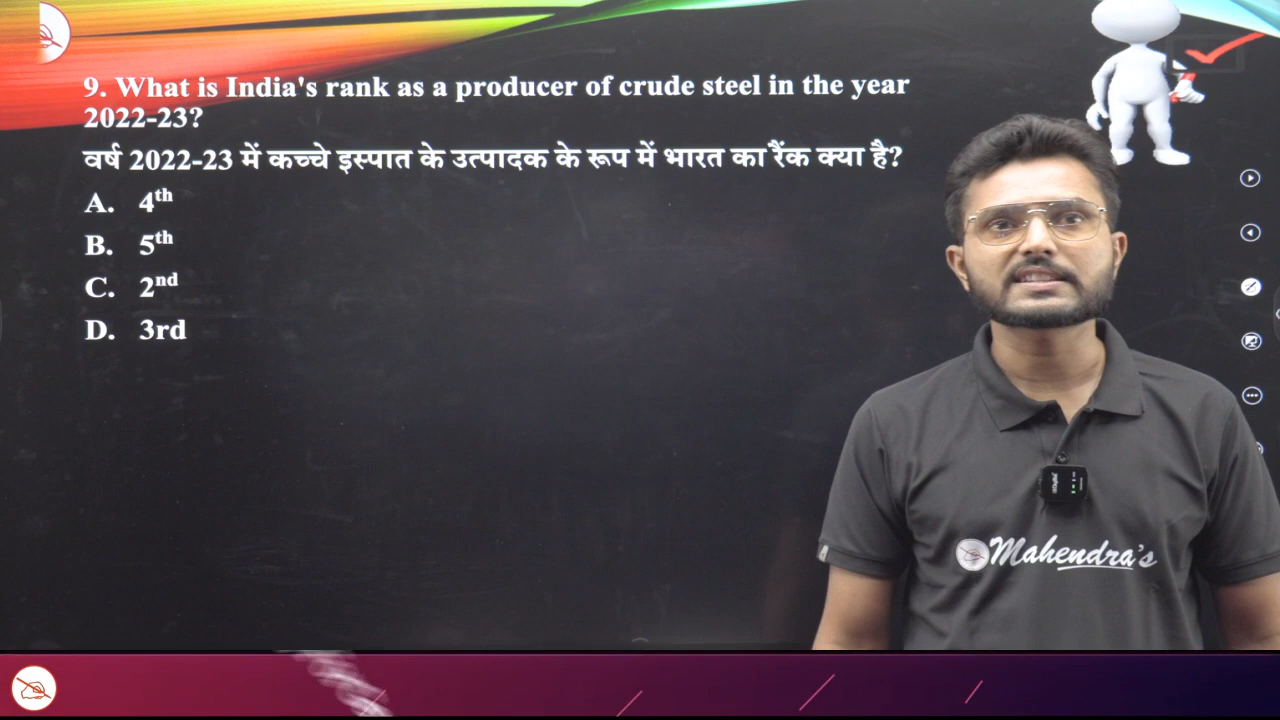 9. What is India's rank as a producer of crude steel in the year
2022-23?
वर्ष 2022-23 में कच्चे इस्पात के उत्पादक के रूप में भारत का रैंक क्या है?
A. 4th
B. 5th
C. 2nd
D. 3rd
Mahendra's